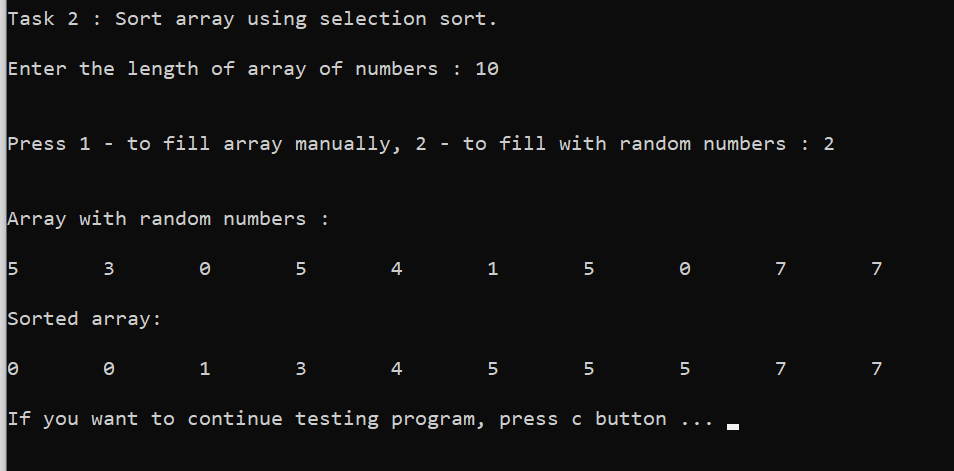 Task 2 : Sort array using selection sort.
Enter the length of array of numbers : 10
Press 1 - to fill array manually, 2 - to fill with random numbers : 2
Array with random numbers :
5 3 0 5 4 1 5 0 7 7
Sorted array:
0 0 1 3 4 5 5 5 7 7
If you want to continue testing program, press c button ...